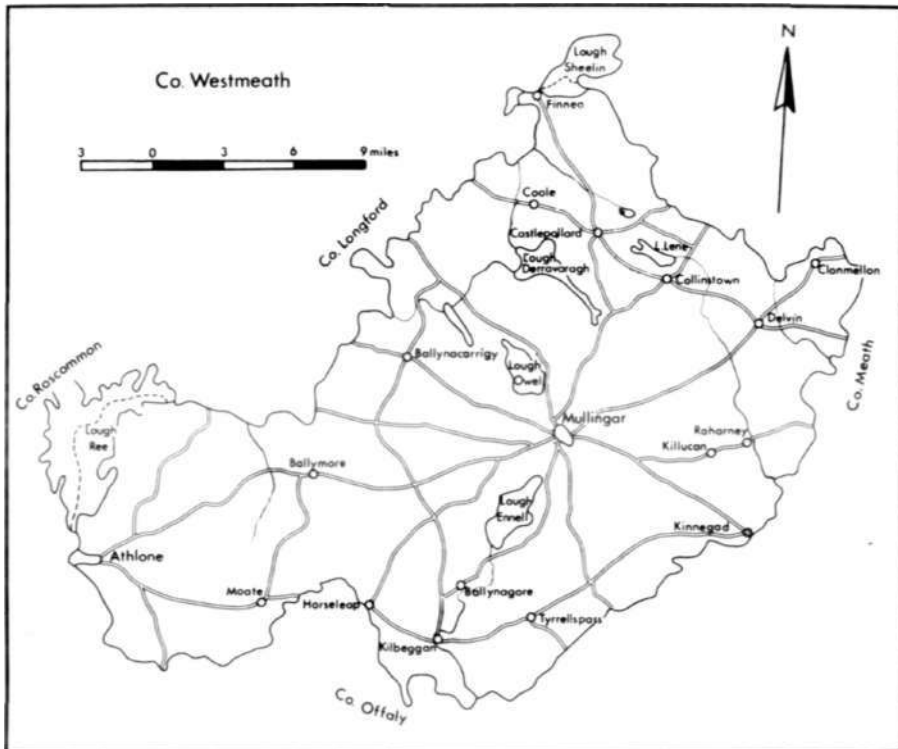 N
Lough
Sheelin
Co. Westmeath
Finnea
3 0 3 6 9 miles
Coole
Co. Longford
Castlepollard
L. Lene
Lough
Derravaragh
Clonmellon
Collinstown
Delvin
Ballynacarrigy
Lough
Owel
Co. Roscommon
Co. Meath
Mullingar
Lough
Ree
Raharney
Killucan
Ballymore
Lough
Ennell
Kinnegad
Athlone
Moate
Horseleap
Ballynagore
Tyrrellspass
Kilbeggan
Co. Offaly